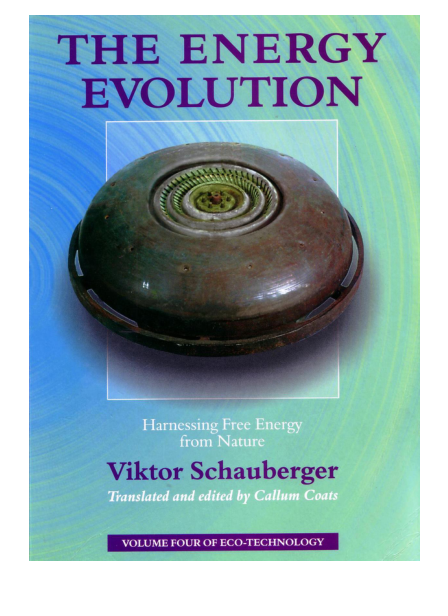 THE ENERGY
EVOLUTION
Harnessing Free Energy
from Nature
Viktor Schauberger
Translated and edited by Callum Coats
VOLUME FOUR OF ECO-TECHNOLOGY